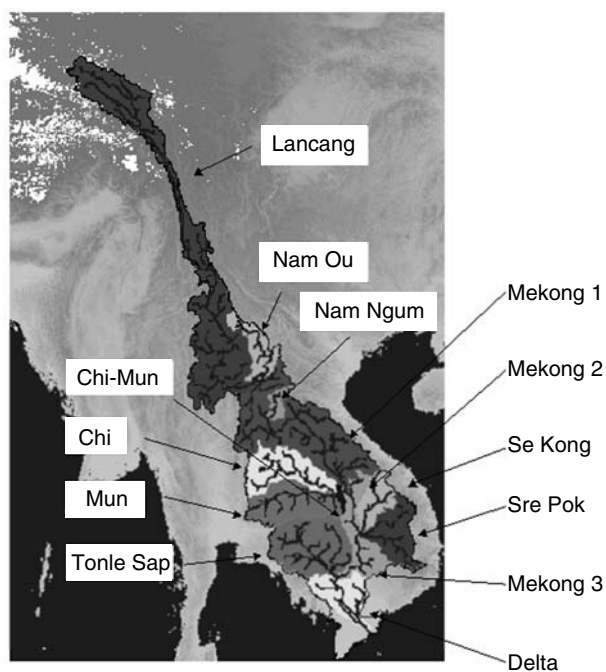 Lancang
Nam Ou
Mekong 1
Nam Ngum
Mekong 2
Chi-Mun
Chi
Se Kong
Mun
Sre Pok
Tonle Sap
Mekong 3
Delta